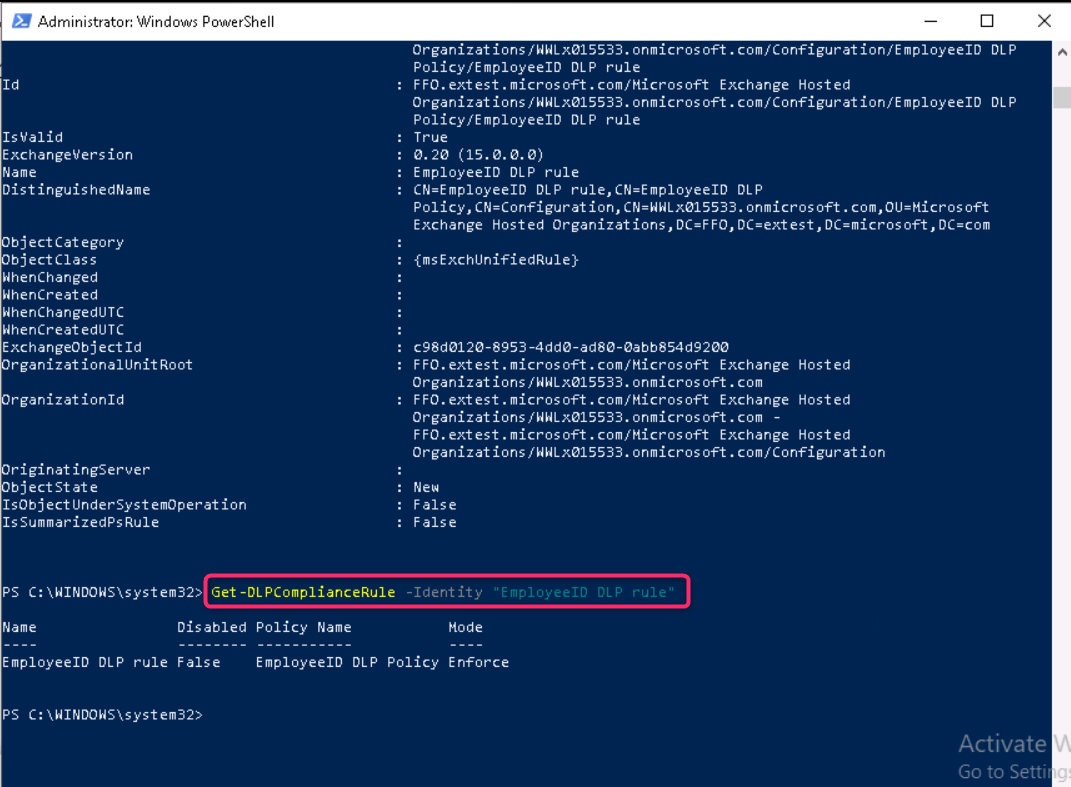 Administrator: Windows PowerShell
Organizations/WWLx015533.onmicrosoft.com/Configuration/EmployeeID DLP
Policy/EmployeeID DLP rule
Id : FFO.extest.microsoft.com/Microsoft Exchange Hosted
Organizations/WWLx015533.onmicrosoft.com/Configuration/EmployeeID DLP
Policy/EmployeeID DLP rule
IsValid : True
ExchangeVersion : 0.20 (15.0.0.0)
Name : EmployeeID DLP rule
DistinguishedName : CN=EmployeeID DLP rule,CN=EmployeeID DLP
Policy,CN=Configuration,CN=WWLx015533.onmicrosoft.com,OU=Microsoft
Exchange Hosted Organizations,DC=FFO,DC=extest,DC=microsoft,DC=com
ObjectCategory :
ObjectClass : {msExchUnifiedRule}
WhenChanged :
WhenCreated :
WhenChangedUTC :
WhenCreatedUTC :
ExchangeObjectId : c98d0120-8953-4dd0-ad80-0abb854d9200
OrganizationalUnitRoot : FFO.extest.microsoft.com/Microsoft Exchange Hosted
Organizations/WWLx015533.onmicrosoft.com
OrganizationId : FFO.extest.microsoft.com/Microsoft Exchange Hosted
Organizations/WWLx015533.onmicrosoft.com -
FFO.extest.microsoft.com/Microsoft Exchange Hosted
Organizations/WWLx015533.onmicrosoft.com/Configuration
OriginatingServer :
ObjectState : New
IsObjectUnderSystemOperation : False
IsSummarizedPsRule : False
PS C:\WINDOWS\system32> Get-DLPComplianceRule -Identity "EmployeeID DLP rule"
Name Disabled Policy Name Mode
---- -------- ----------- ----
EmployeeID DLP rule False EmployeeID DLP Policy Enforce
PS C:\WINDOWS\system32>
Activate W
Go to Settings